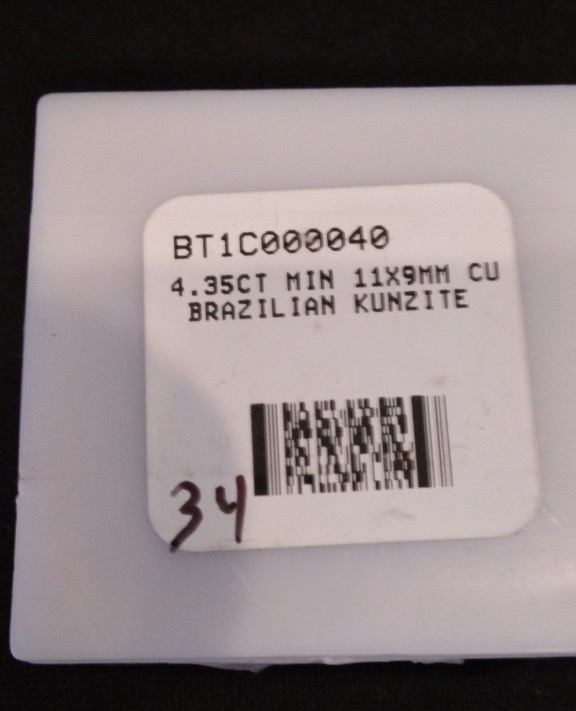 BT1C000040
4.35CT MIN 11X9MM CU
BRAZILIAN KUNZITE
34